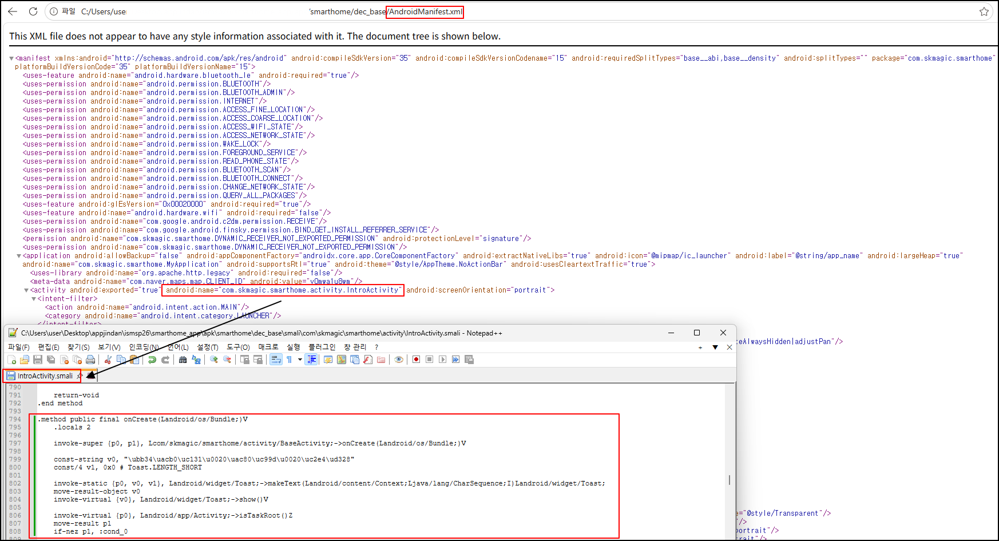 파일 C:/Users/use 'smarthome/dec_base/AndroidManifest.xml
This XML file does not appear to have any style information associated with it. The document tree is shown below.
▼<manifest xmlns:android="http://schemas.android.com/apk/res/android" android:compileSdkVersion="35" android:compileSdkVersionCodename="15" android:requiredSplitTypes="base__abi,base__density" android:splitTypes="" package="com.skmagic.smarthome"
platformBuildVersionCode="35" platformBuildVersionName="15">
<uses-feature android:name="android.hardware.bluetooth_le" android:required="true"/>
<uses-permission android:name="android.permission.BLUETOOTH"/>
<uses-permission android:name="android.permission.BLUETOOTH_ADMIN"/>
<uses-permission android:name="android.permission.INTERNET"/>
<uses-permission android:name="android.permission.ACCESS_FINE_LOCATION"/>
<uses-permission android:name="android.permission.ACCESS_COARSE_LOCATION"/>
<uses-permission android:name="android.permission.ACCESS_WIFI_STATE"/>
<uses-permission android:name="android.permission.ACCESS_NETWORK_STATE"/>
<uses-permission android:name="android.permission.WAKE_LOCK"/>
<uses-permission android:name="android.permission.FOREGROUND_SERVICE"/>
<uses-permission android:name="android.permission.READ_PHONE_STATE"/>
<uses-permission android:name="android.permission.BLUETOOTH_SCAN"/>
<uses-permission android:name="android.permission.BLUETOOTH_CONNECT"/>
<uses-permission android:name="android.permission.CHANGE_NETWORK_STATE"/>
<uses-permission android:name="android.permission.QUERY_ALL_PACKAGES"/>
<uses-feature android:glEsVersion="0x00020000" android:required="true"/>
<uses-feature android:name="android.hardware.wifi" android:required="false"/>
<uses-permission android:name="com.google.android.c2dm.permission.RECEIVE"/>
<uses-permission android:name="com.google.android.finsky.permission.BIND_GET_INSTALL_REFERRER_SERVICE"/>
<permission android:name="com.skmagic.smarthome.DYNAMIC_RECEIVER_NOT_EXPORTED_PERMISSION" android:protectionLevel="signature"/>
<uses-permission android:name="com.skmagic.smarthome.DYNAMIC_RECEIVER_NOT_EXPORTED_PERMISSION"/>
▼<application android:allowBackup="false" android:appComponentFactory="androidx.core.app.CoreComponentFactory" android:extractNativeLibs="true" android:icon="@mipmap/ic_launcher" android:label="@string/app_name" android:largeHeap="true"
android:name="com.skmagic.smarthome.MyApplication" android:supportsRtl="true" android:theme="@style/AppTheme.NoActionBar" android:usesCleartextTraffic="true">
<uses-library android:name="org.apache.http.legacy" android:required="false"/>
<meta-data android:name="com.naver.maps.map.CLIENT_ID" android:value="y0mwa1u8wm"/>
▼<activity android:exported="true" android:name="com.skmagic.smarthome.activity.IntroActivity" android:screenOrientation="portrait">
▼<intent-filter>
<action android:name="android.intent.action.MAIN"/>
<category android:name="android.intent.category.LAUNCHER"/>
</intent-filter>
C:\Users\user\Desktop\appjindan\ismsp26\smarthome_app\apk\smarthome\dec_base\smali\com\skmagic\smarthome\activity\IntroActivity.smali - Notepad++
eAlwaysHidden|adjustPan"/>
파일(F) 편집(E) 찾기(S) 보기(V) 인코딩(N) 언어(L) 설정(T) 도구(O) 매크로 실행 플러그인 창 관리 ?
IntroActivity.smali
790
791 return-void
792 .end method
793
794 .method public final onCreate(Landroid/os/Bundle;)V
795 .locals 2
796
797 invoke-super {p0, p1}, Lcom/skmagic/smarthome/activity/BaseActivity;->onCreate(Landroid/os/Bundle;)V
798
799 const-string v0, "\ubb34\uacb0\uc131\u0020\uac80\uc99d\u0020\uc2e4\ud328"
800 const/4 v1, 0x0 # Toast.LENGTH_SHORT
801
802 invoke-static {p0, v0, v1}, Landroid/widget/Toast;->makeText(Landroid/content/Context;Ljava/lang/CharSequence;I)Landroid/widget/Toast;
803 move-result-object v0
804 invoke-virtual {v0}, Landroid/widget/Toast;->show()V
805
806 invoke-virtual {p0}, Landroid/app/Activity;->isTaskRoot()Z
807 move-result p1
808 if-nez p1, :cond_0
809
="@style/Transparent"/>
"/>
portrait"/>
trait"/>